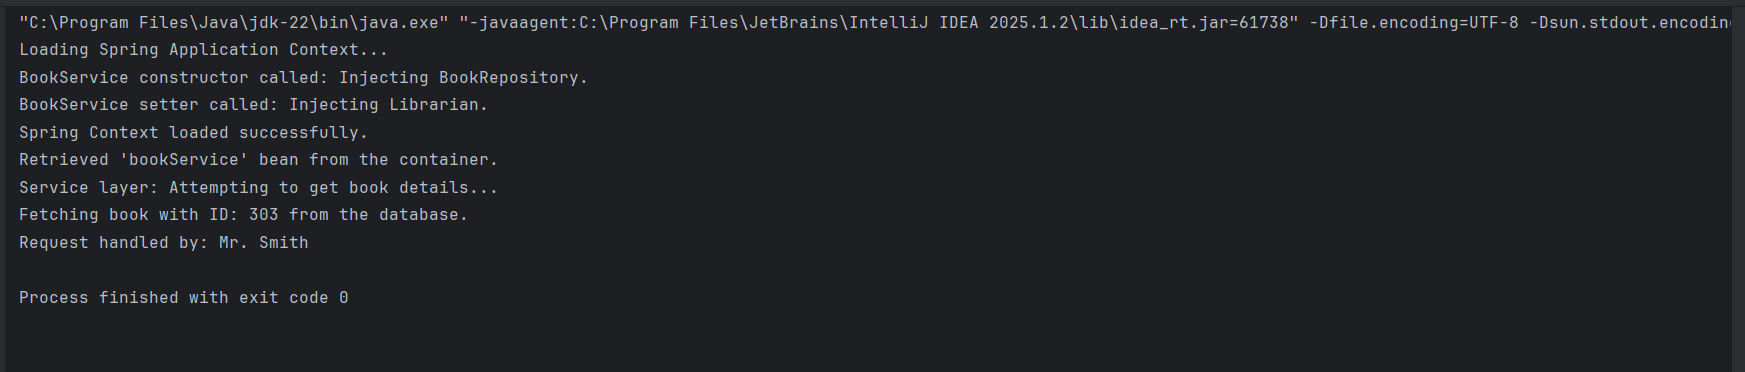 "C:\Program Files\Java\jdk-22\bin\java.exe" "-javaagent:C:\Program Files\JetBrains\IntelliJ IDEA 2025.1.2\lib\idea_rt.jar=61738" -Dfile.encoding=UTF-8 -Dsun.stdout.encoding
Loading Spring Application Context...
BookService constructor called: Injecting BookRepository.
BookService setter called: Injecting Librarian.
Spring Context loaded successfully.
Retrieved 'bookService' bean from the container.
Service layer: Attempting to get book details...
Fetching book with ID: 303 from the database.
Request handled by: Mr. Smith
Process finished with exit code 0